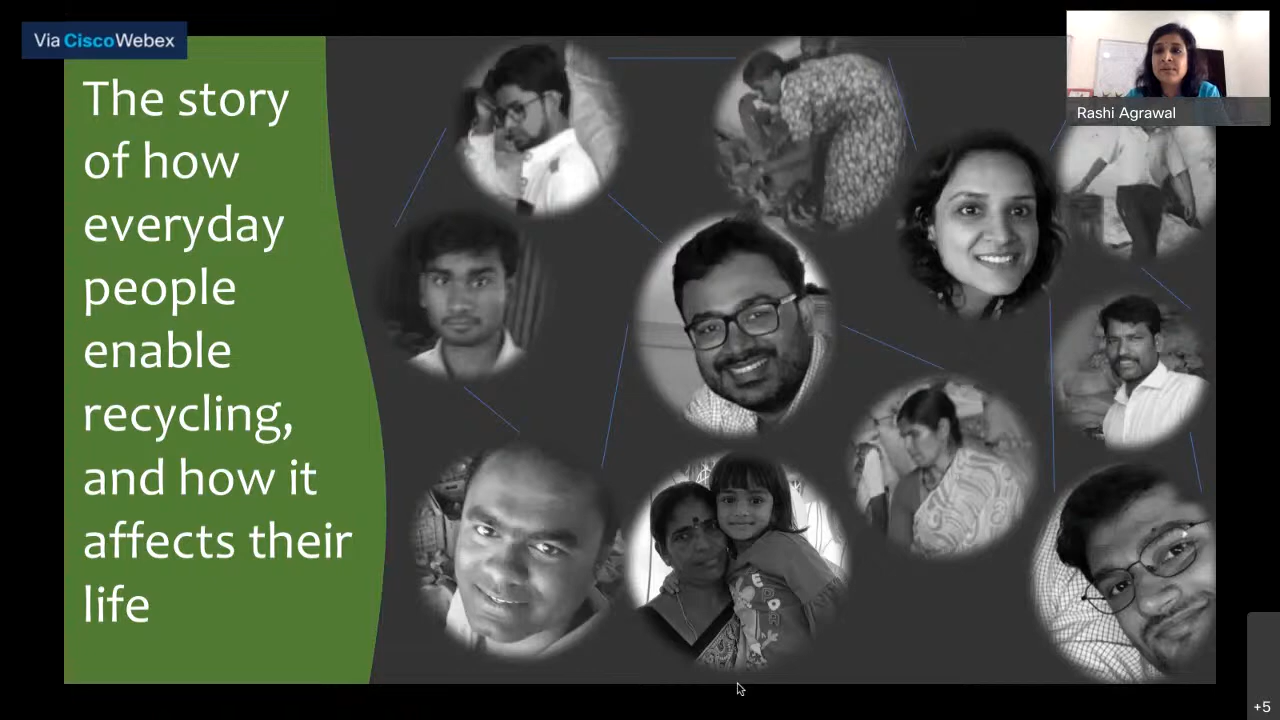 Via Cisco Webex
The story
of how
everyday
people
enable
recycling,
and how it
affects their
life
Rashi Agrawal
+5